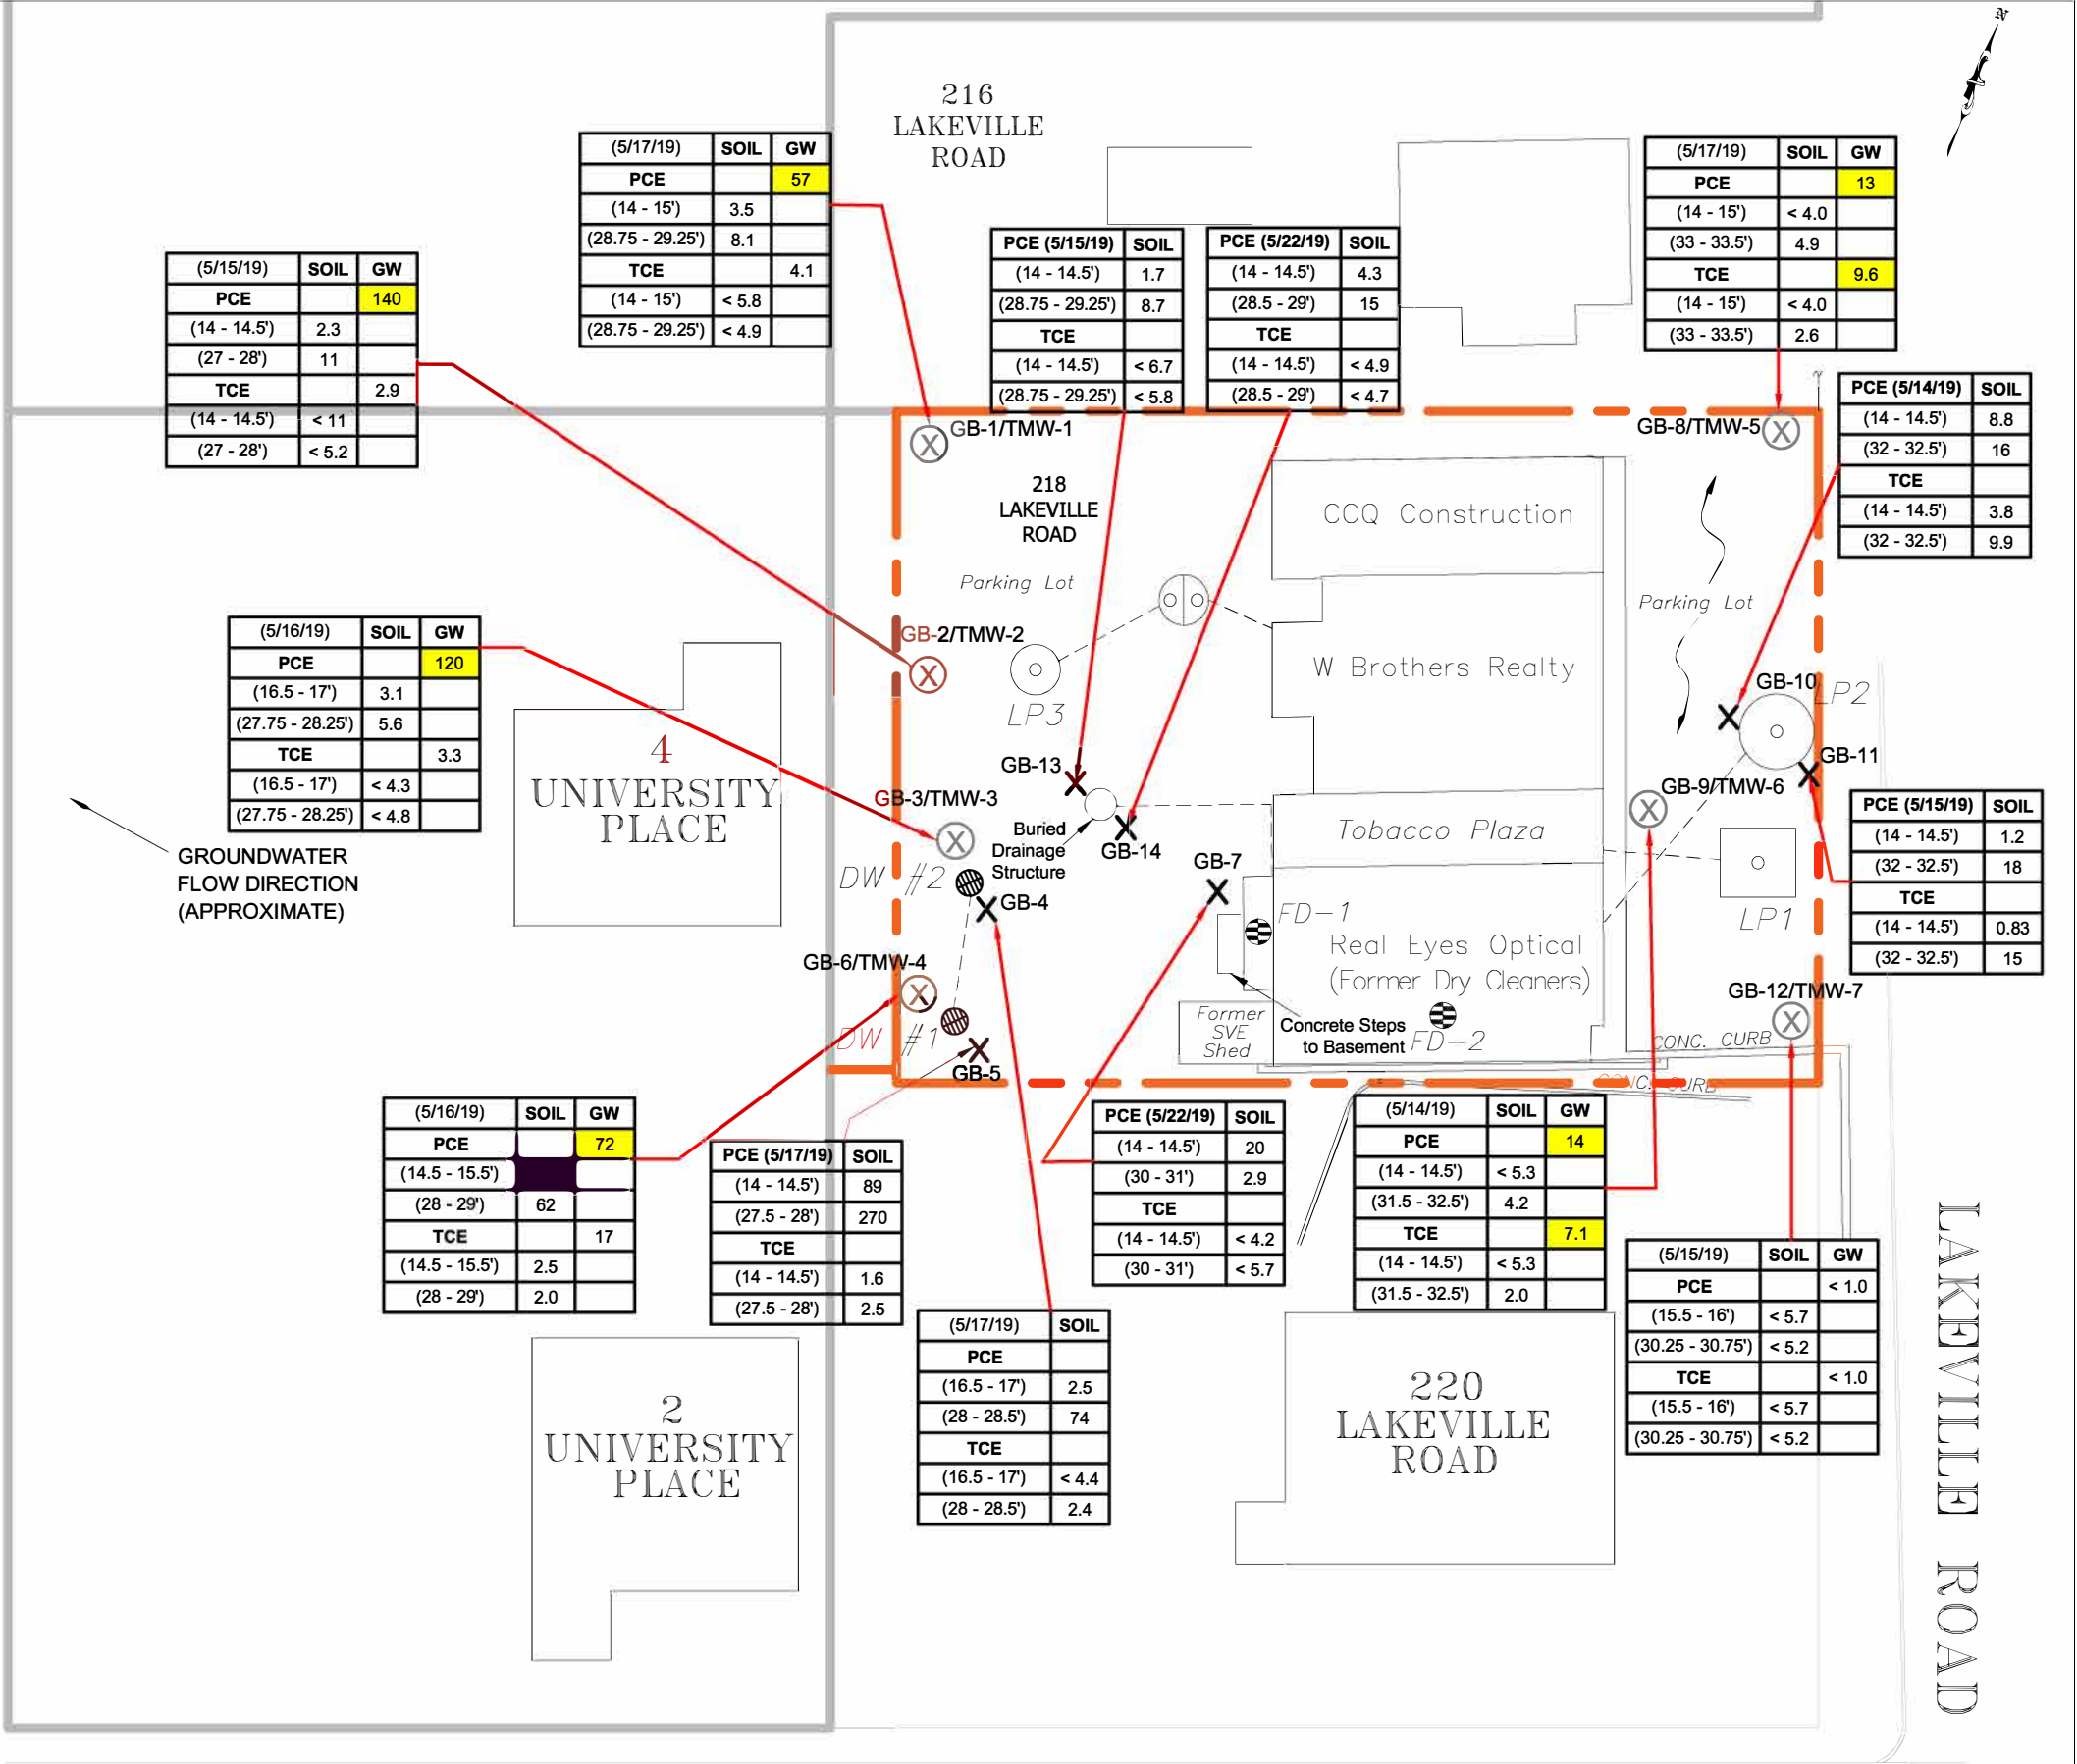 N
216
LAKEVILLE
ROAD
(5/17/19) SOIL GW
PCE 57
(14 - 15') 3.5
(28.75 - 29.25') 8.1
TCE 4.1
(14 - 15') < 5.8
(28.75 - 29.25') < 4.9
(5/17/19) SOIL GW
PCE 13
(14 - 15') < 4.0
(33 - 33.5') 4.9
TCE 9.6
(14 - 15') < 4.0
(33 - 33.5') 2.6
PCE (5/15/19) SOIL
(14 - 14.5') 1.7
(28.75 - 29.25') 8.7
TCE
(14 - 14.5') < 6.7
(28.75 - 29.25') < 5.8
PCE (5/22/19) SOIL
(14 - 14.5') 4.3
(28.5 - 29') 15
TCE
(14 - 14.5') < 4.9
(28.5 - 29') < 4.7
(5/15/19) SOIL GW
PCE 140
(14 - 14.5') 2.3
(27 - 28') 11
TCE 2.9
(14 - 14.5') < 11
(27 - 28') < 5.2
PCE (5/14/19) SOIL
(14 - 14.5') 8.8
(32 - 32.5') 16
TCE
(14 - 14.5') 3.8
(32 - 32.5') 9.9
GB-1/TMW-1
GB-8/TMW-5
218
LAKEVILLE
ROAD
CCQ Construction
Parking Lot
Parking Lot
(5/16/19) SOIL GW
PCE 120
(16.5 - 17') 3.1
(27.75 - 28.25') 5.6
TCE 3.3
(16.5 - 17') < 4.3
(27.75 - 28.25') < 4.8
GB-2/TMW-2
W Brothers Realty
LP3
GB-10
LP2
4
UNIVERSITY
PLACE
GB-13
GB-11
GB-3/TMW-3
GB-9/TMW-6
Buried
Drainage
Structure
GB-14
Tobacco Plaza
PCE (5/15/19) SOIL
(14 - 14.5') 1.2
(32 - 32.5') 18
TCE
(14 - 14.5') 0.83
(32 - 32.5') 15
GROUNDWATER
FLOW DIRECTION
(APPROXIMATE)
DW #2
GB-4
GB-7
FD-1
LP1
Real Eyes Optical
(Former Dry Cleaners)
GB-6/TMW-4
GB-12/TMW-7
Former
SVE
Shed
Concrete Steps
to Basement
FD-2
DW #1
GB-5
CONC. CURB
CONC. CURB
(5/16/19) SOIL GW
PCE 72
(14.5 - 15.5')
(28 - 29') 62
TCE 17
(14.5 - 15.5') 2.5
(28 - 29') 2.0
PCE (5/17/19) SOIL
(14 - 14.5') 89
(27.5 - 28') 270
TCE
(14 - 14.5') 1.6
(27.5 - 28') 2.5
PCE (5/22/19) SOIL
(14 - 14.5') 20
(30 - 31') 2.9
TCE
(14 - 14.5') < 4.2
(30 - 31') < 5.7
(5/14/19) SOIL GW
PCE 14
(14 - 14.5') < 5.3
(31.5 - 32.5') 4.2
TCE 7.1
(14 - 14.5') < 5.3
(31.5 - 32.5') 2.0
(5/15/19) SOIL GW
PCE < 1.0
(15.5 - 16') < 5.7
(30.25 - 30.75') < 5.2
TCE < 1.0
(15.5 - 16') < 5.7
(30.25 - 30.75') < 5.2
(5/17/19) SOIL
PCE
(16.5 - 17') 2.5
(28 - 28.5') 74
TCE
(16.5 - 17') < 4.4
(28 - 28.5') 2.4
2
UNIVERSITY
PLACE
220
LAKEVILLE
ROAD
LAKEVILLE ROAD